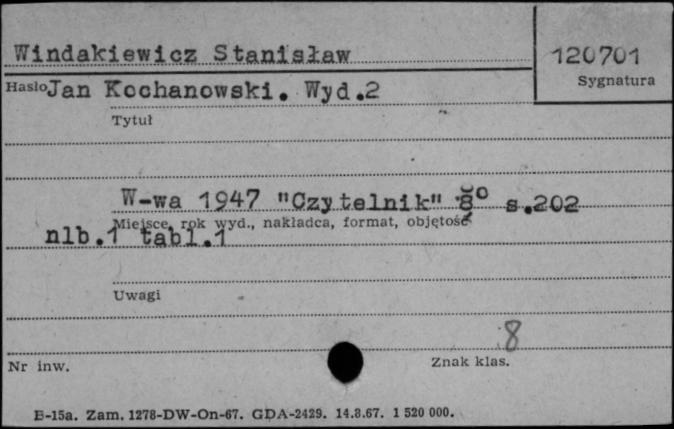 Windakiewicz Stanisław
120701
Sygnatura
Hasło Jan Kochanowski. Wyd.2
Tytuł
W-wa 1947 "Czytelnik" 8° s.202
Miejsce, rok wyd., nakładca, format, objętość
nlb.1 tabl.1
Uwagi
8
Nr inw.
Znak klas.
E-15a. Zam. 1278-DW-On-67. GDA-2429. 14.8.67. 1 520 000.